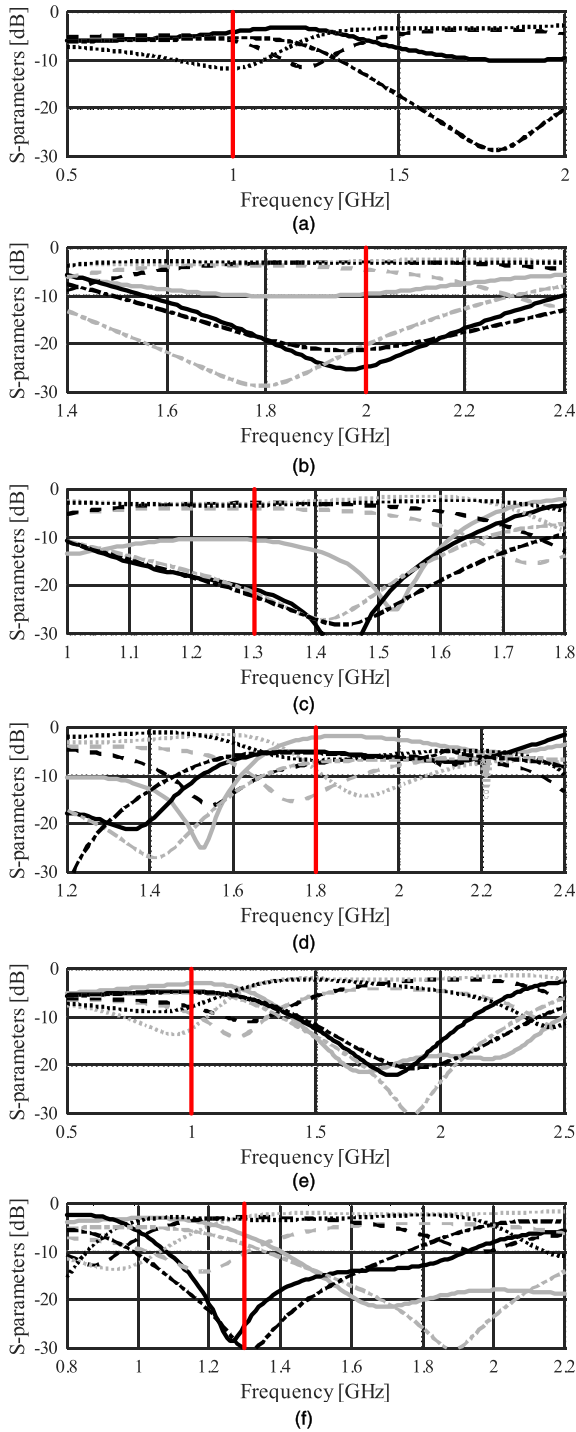 S-parameters [dB]
0
-10
-20
-30
0.5 1 1.5 2
Frequency [GHz]
(a)
S-parameters [dB]
0
-10
-20
-30
1.4 1.6 1.8 2 2.2 2.4
Frequency [GHz]
(b)
S-parameters [dB]
0
-10
-20
-30
1 1.1 1.2 1.3 1.4 1.5 1.6 1.7 1.8
Frequency [GHz]
(c)
S-parameters [dB]
0
-10
-20
-30
1.2 1.4 1.6 1.8 2 2.2 2.4
Frequency [GHz]
(d)
S-parameters [dB]
0
-10
-20
-30
0.5 1 1.5 2 2.5
Frequency [GHz]
(e)
S-parameters [dB]
0
-10
-20
-30
0.8 1 1.2 1.4 1.6 1.8 2 2.2
Frequency [GHz]
(f)